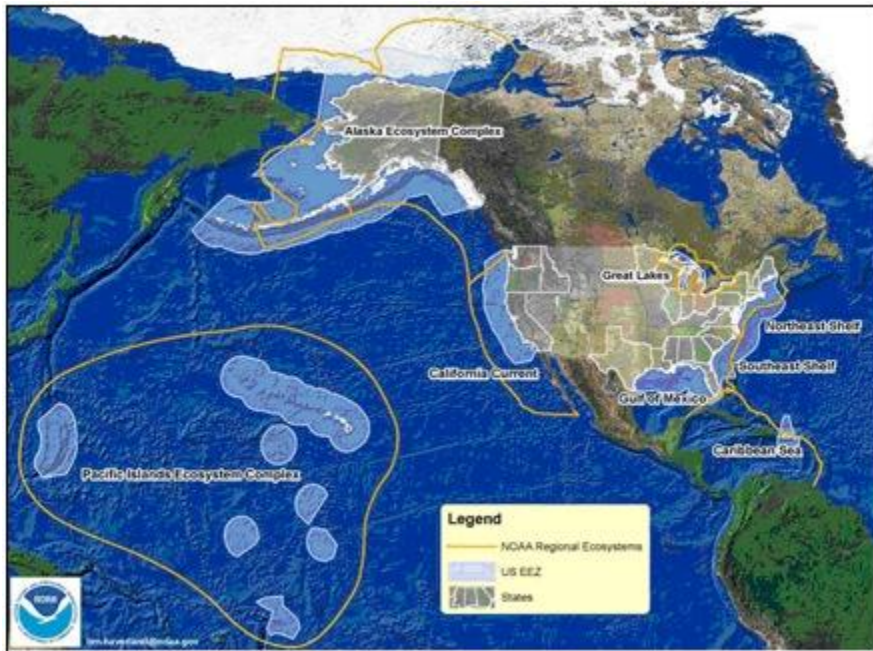 Alaska Ecosystem Complex
Great Lakes
Northeast Shelf
Southeast Shelf
California Current
Gulf of Mexico
Caribbean Sea
Pacific Islands Ecosystem Complex
Legend
NOAA Regional Ecosystems
US EEZ
States
NOAA